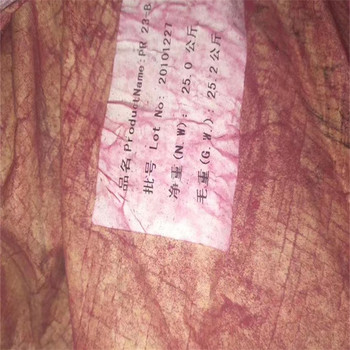 品名 ProductName:PR 23-B
批号 Lot No: 20101227
净重(N.W): 25.0 公斤
毛重(G.W.): 25.2 公斤